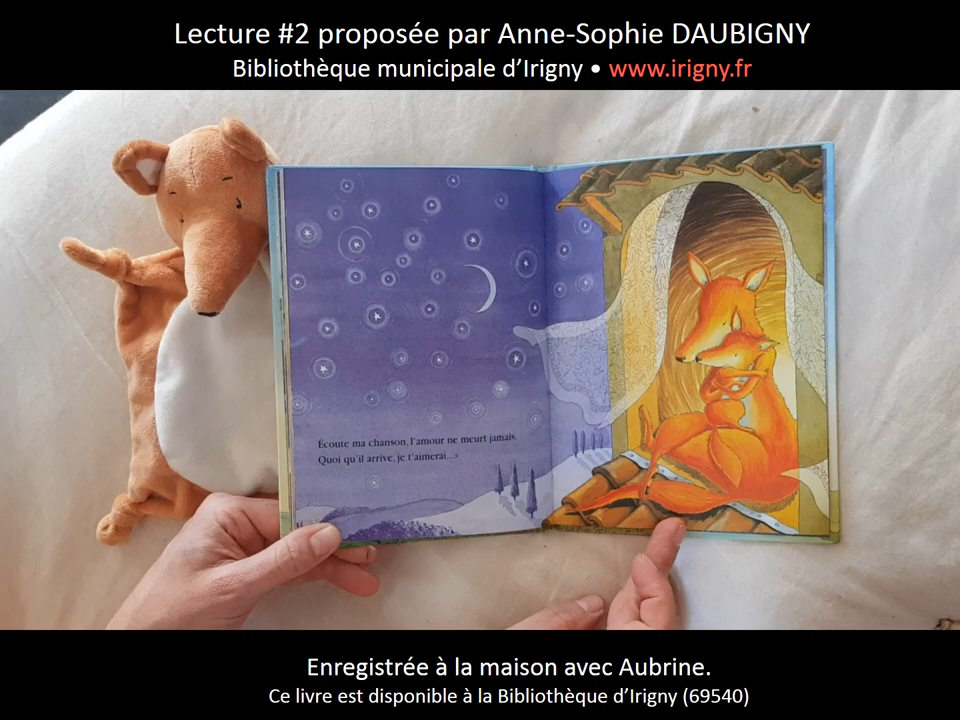 Lecture #2 proposée par Anne-Sophie DAUBIGNY
Bibliothèque municipale d’Irigny • www.irigny.fr
Écoute ma chanson, l'amour ne meurt jamais.
Quoi qu'il arrive, je t'aimerai...»
Enregistrée à la maison avec Aubrine.
Ce livre est disponible à la Bibliothèque d’Irigny (69540)